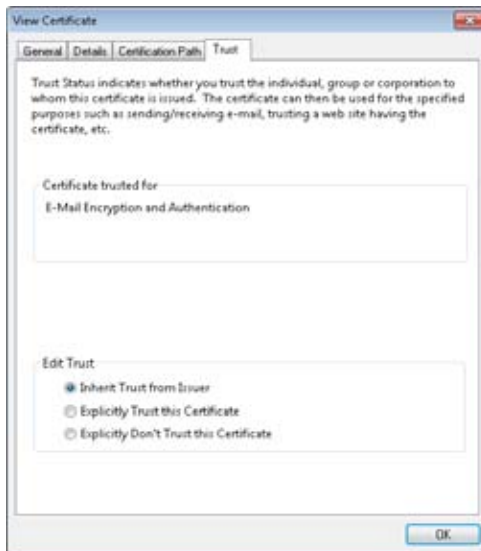 View Certificate
General Details Certification Path Trust
Trust Status indicates whether you trust the individual, group or corporation to
whom this certificate is issued. The certificate can then be used for the specified
purposes such as sending/receiving e-mail, trusting a web site having the
certificate, etc.
Certificate trusted for
E-Mail Encryption and Authentication
Edit Trust
Inherit Trust from Issuer
Explicitly Trust this Certificate
Explicitly Don't Trust this Certificate
OK